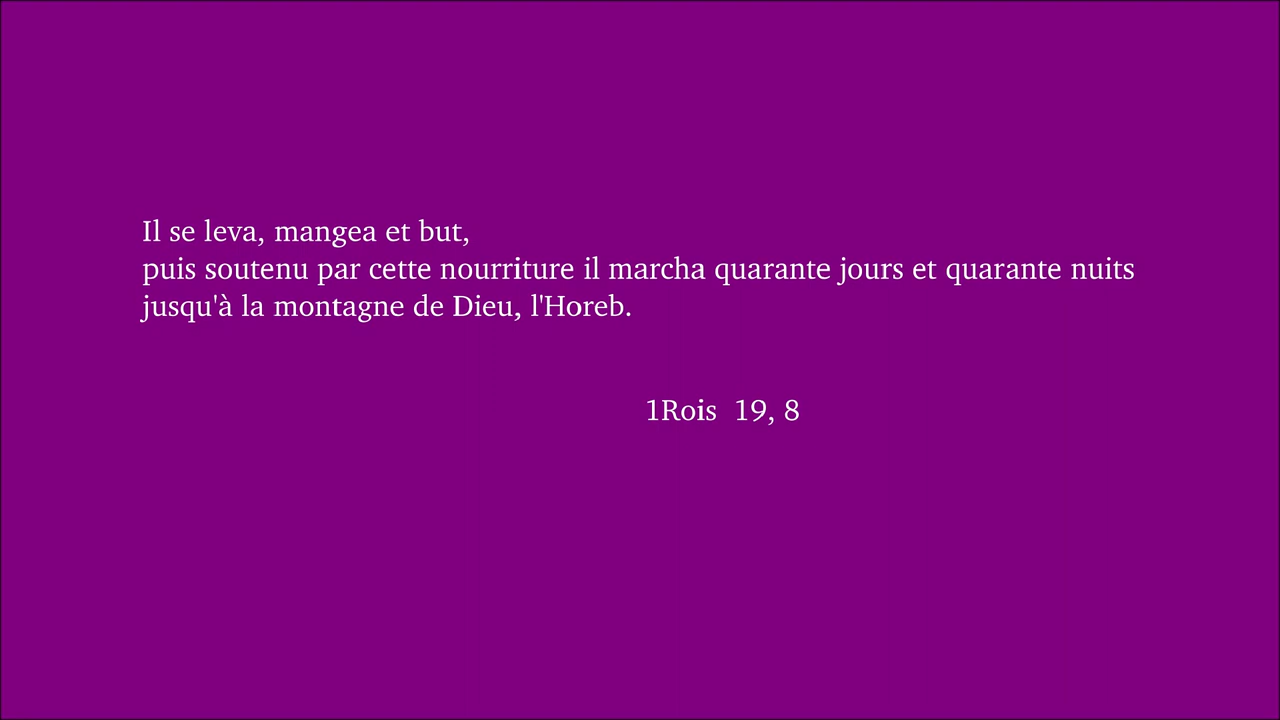 Il se leva, mangea et but,
puis soutenu par cette nourriture il marcha quarante jours et quarante nuits
jusqu'à la montagne de Dieu, l'Horeb.
1Rois  19, 8